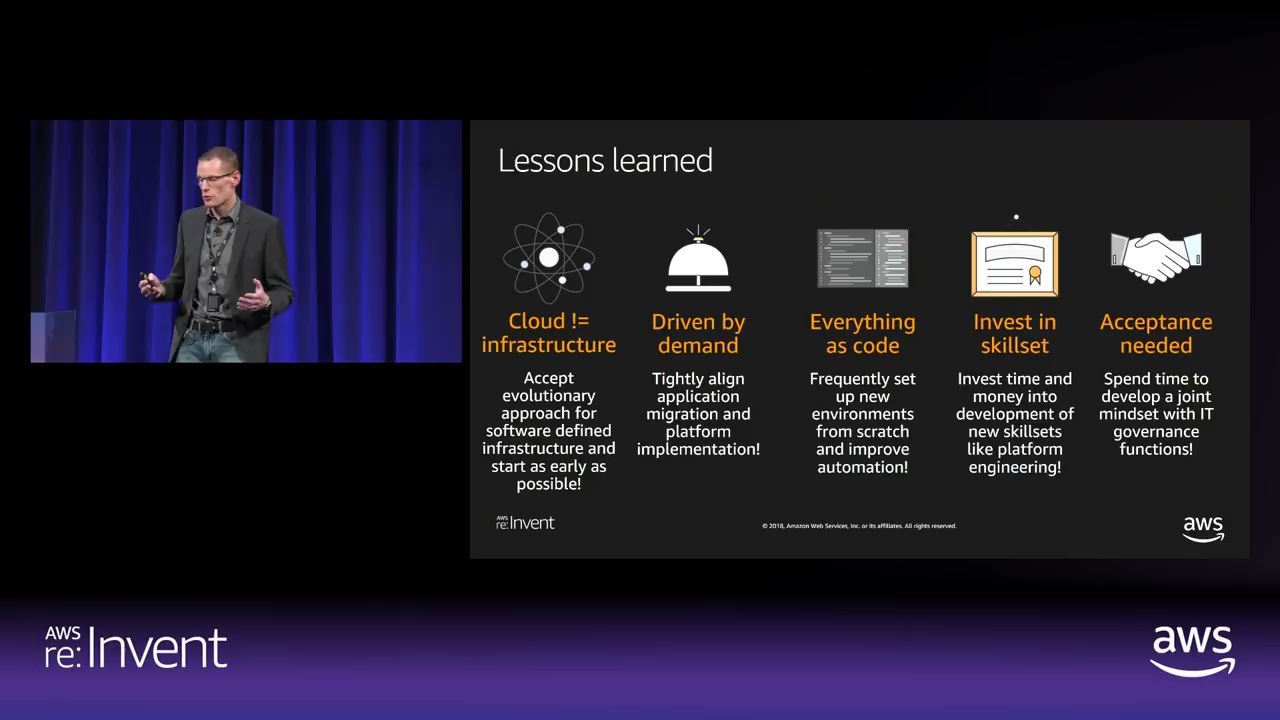 Lessons learned
Cloud !=
infrastructure
Accept
evolutionary
approach for
software defined
infrastructure and
start as early as
possible!
Driven by
demand
Tightly align
application
migration and
platform
implementation!
Everything
as code
Frequently set
up new
environments
from scratch
and improve
automation!
Invest in
skillset
Invest time and
money into
development of
new skillsets
like platform
engineering!
Acceptance
needed
Spend time to
develop a joint
mindset with IT
governance
functions!
AWS
re:Invent
© 2018, Amazon Web Services, Inc. or its affiliates. All rights reserved.
aws
AWS
re:Invent
aws